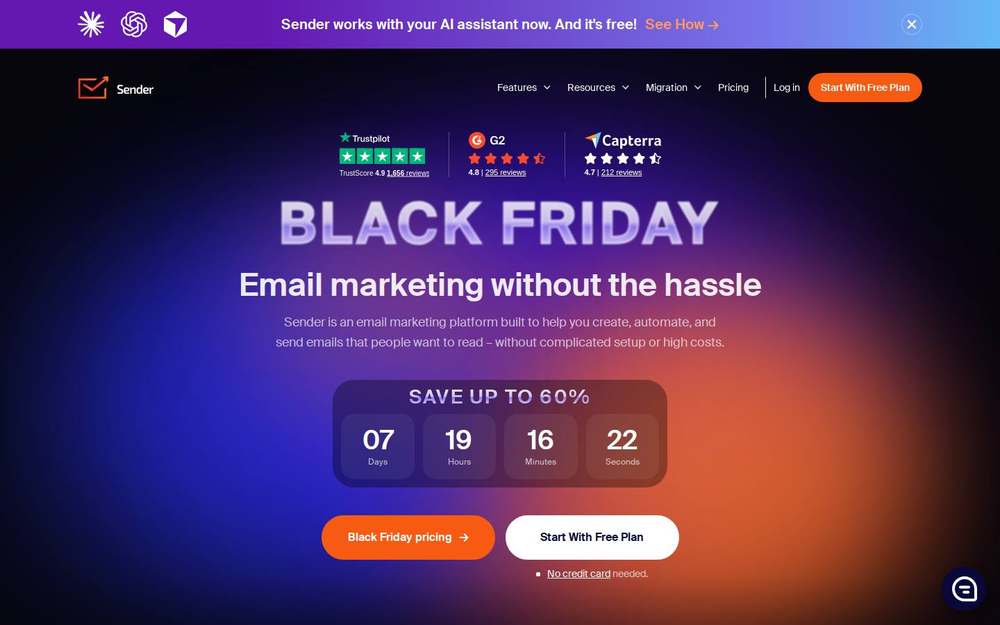 Sender works with your AI assistant now. And it's free! See How →
Sender
Features Resources Migration Pricing Log in Start With Free Plan
Trustpilot
TrustScore 4.9 1,656 reviews
G2
4.8 | 295 reviews
Capterra
4.7 | 212 reviews
BLACK FRIDAY
Email marketing without the hassle
Sender is an email marketing platform built to help you create, automate, and
send emails that people want to read – without complicated setup or high costs.
SAVE UP TO 60%
07 19 16 22
Days Hours Minutes Seconds
Black Friday pricing →
Start With Free Plan
No credit card needed.